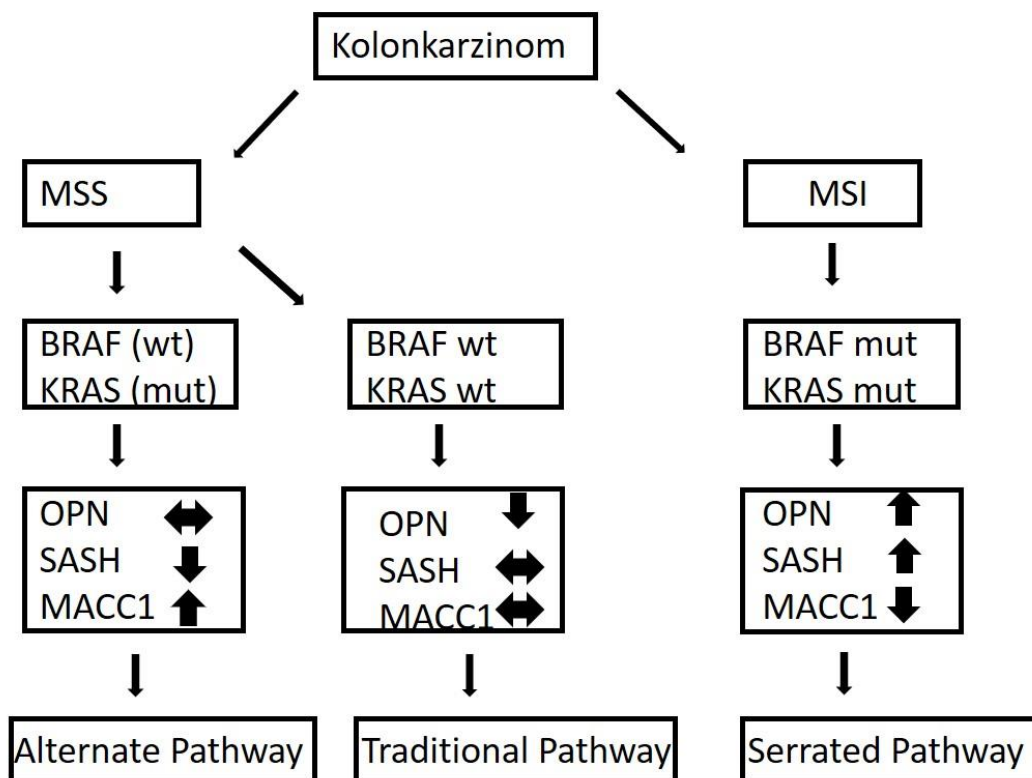 Kolonkarzinom
MSS
MSI
BRAF (wt)
KRAS (mut)
BRAF wt
KRAS wt
BRAF mut
KRAS mut
OPN
SASH
MACC1
OPN
SASH
MACC1
OPN
SASH
MACC1
Alternate Pathway
Traditional Pathway
Serrated Pathway